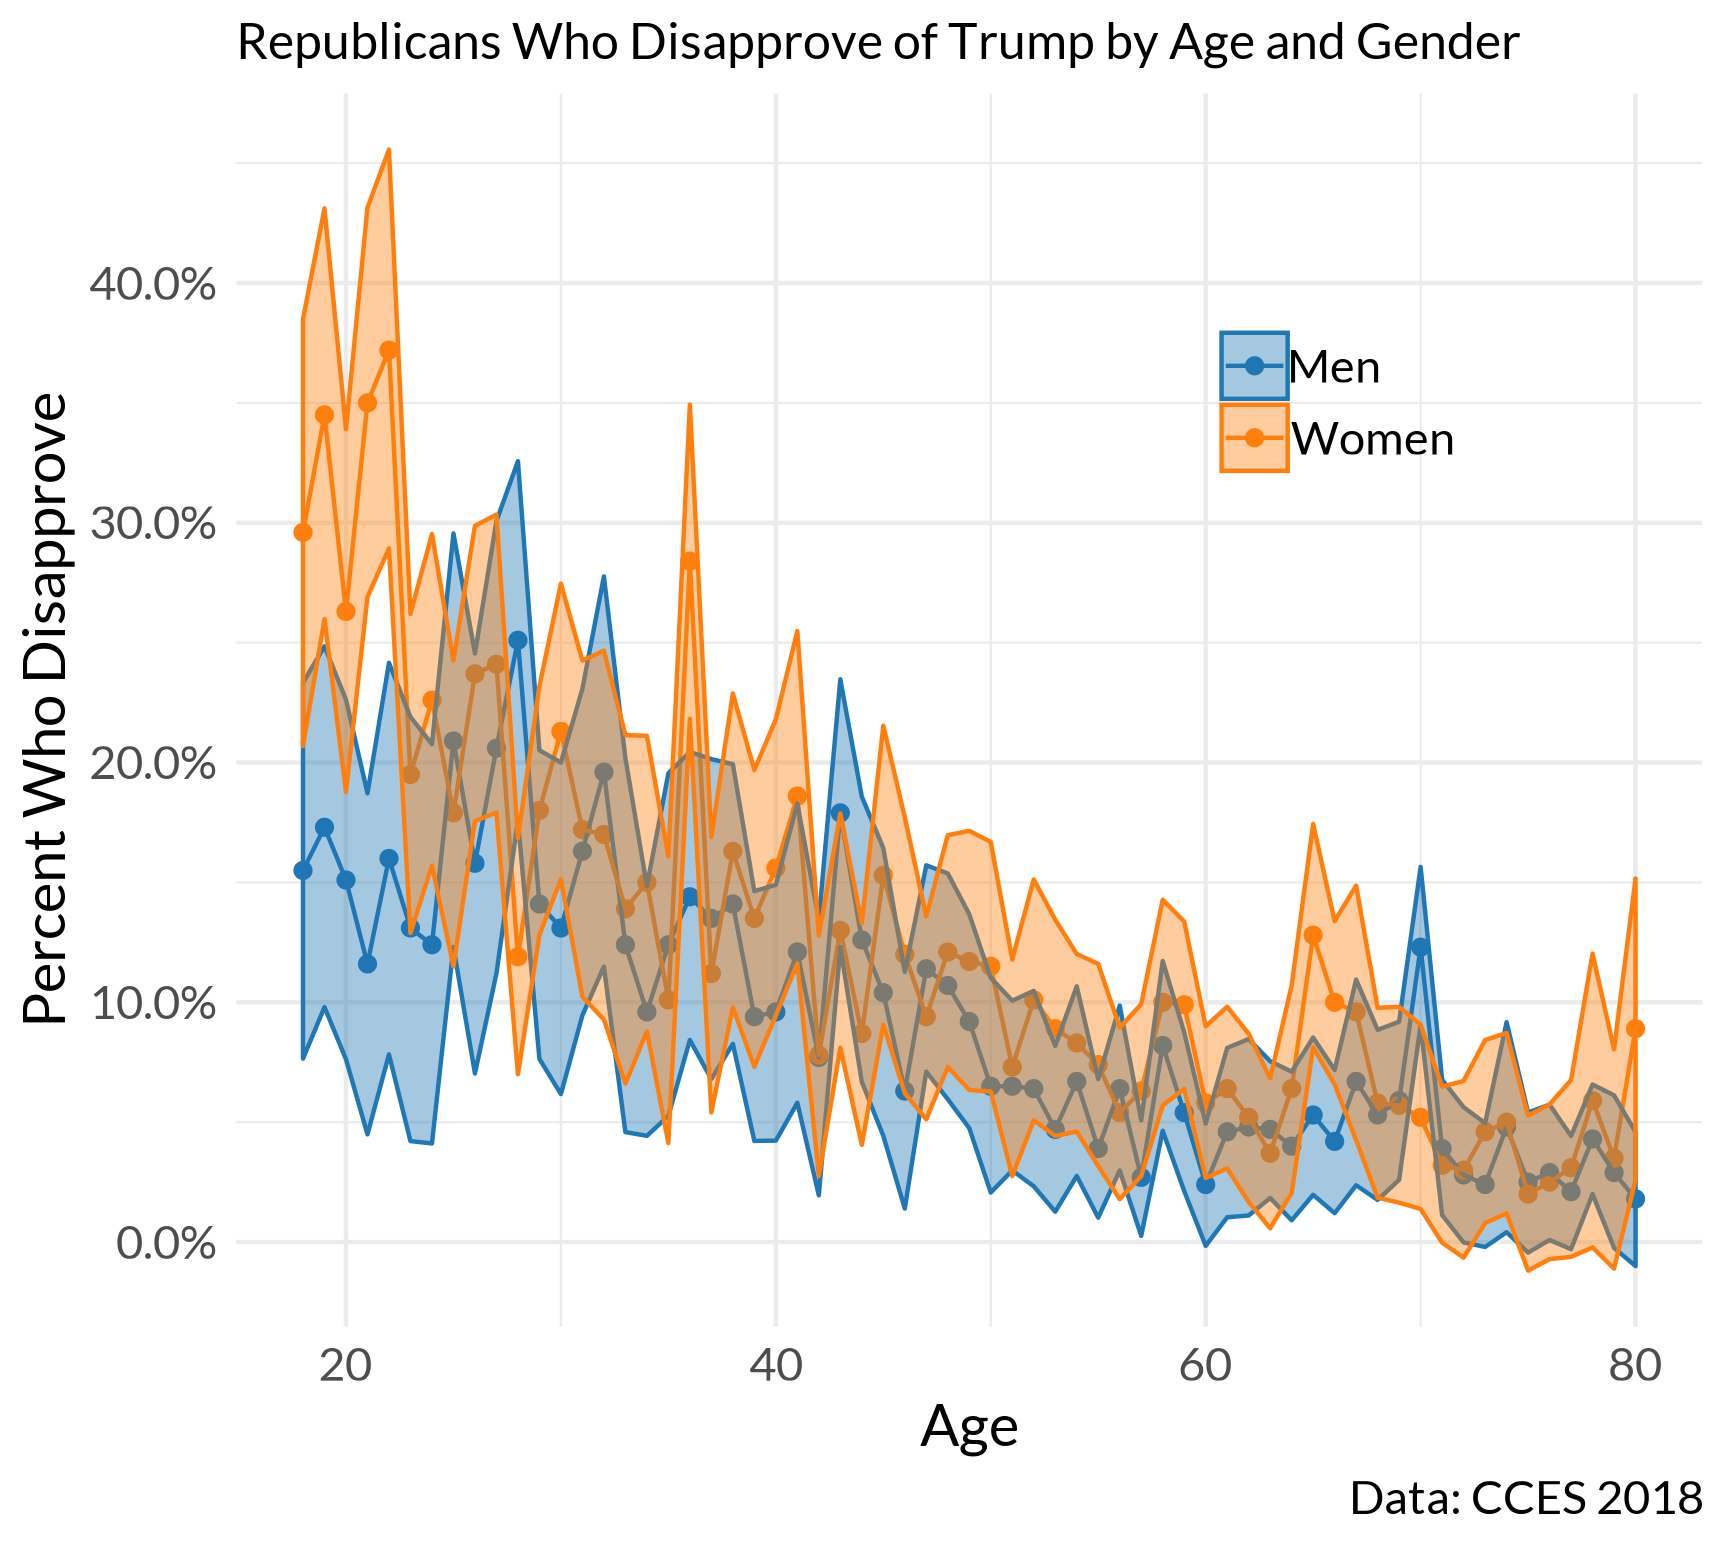 Republicans Who Disapprove of Trump by Age and Gender
Percent Who Disapprove
40.0%
30.0%
20.0%
10.0%
0.0%
Men
Women
20 40 60 80
Age
Data: CCES 2018